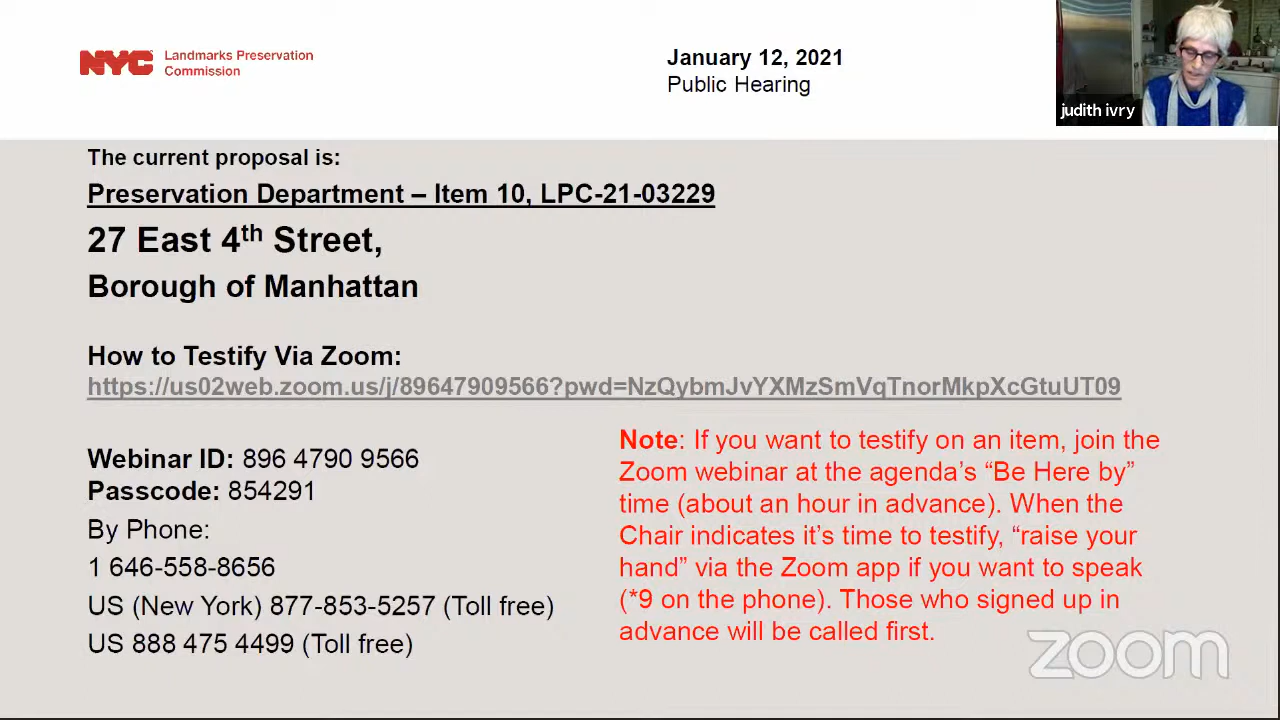 NYC Landmarks Preservation
Commission
January 12, 2021
Public Hearing
judith ivry
The current proposal is:
Preservation Department – Item 10, LPC-21-03229
27 East 4th Street,
Borough of Manhattan
How to Testify Via Zoom:
https://us02web.zoom.us/j/89647909566?pwd=NzQybmJvYXMzSmVqTnorMkpXcGtuUT09
Webinar ID: 896 4790 9566
Passcode: 854291
By Phone:
1 646-558-8656
US (New York) 877-853-5257 (Toll free)
US 888 475 4499 (Toll free)
Note: If you want to testify on an item, join the
Zoom webinar at the agenda’s “Be Here by”
time (about an hour in advance). When the
Chair indicates it’s time to testify, “raise your
hand” via the Zoom app if you want to speak
(*9 on the phone). Those who signed up in
advance will be called first.
zoom